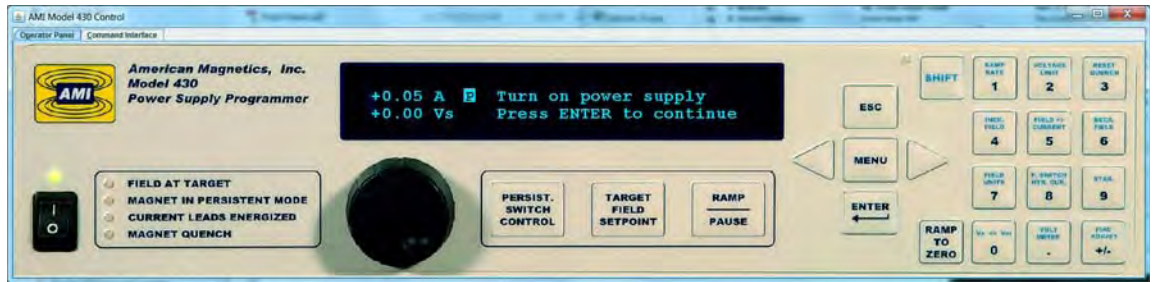 AMI Model 430 Control
Operator Panel
Command Interface
AMI
American Magnetics, Inc.
Model 430
Power Supply Programmer
+0.05 A P Turn on power supply
+0.00 Vs Press ENTER to continue
FIELD AT TARGET
MAGNET IN PERSISTENT MODE
CURRENT LEADS ENERGIZED
MAGNET QUENCH
PERSIST.
SWITCH
CONTROL
TARGET
FIELD
SETPOINT
RAMP
PAUSE
ESC
MENU
ENTER
SHIFT
RAMP
RATE
1
VOLTAGE
LIMIT
2
RESET
QUENCH
3
4
FIELD
FIELD <>
CURRENT
5
FIELD
6
FIELD
UNITS
7
P. SWITCH
HTR. CUR.
8
9
RAMP
TO
ZERO
0
VOLT
METER
.
FINE
ADJUST
+/-